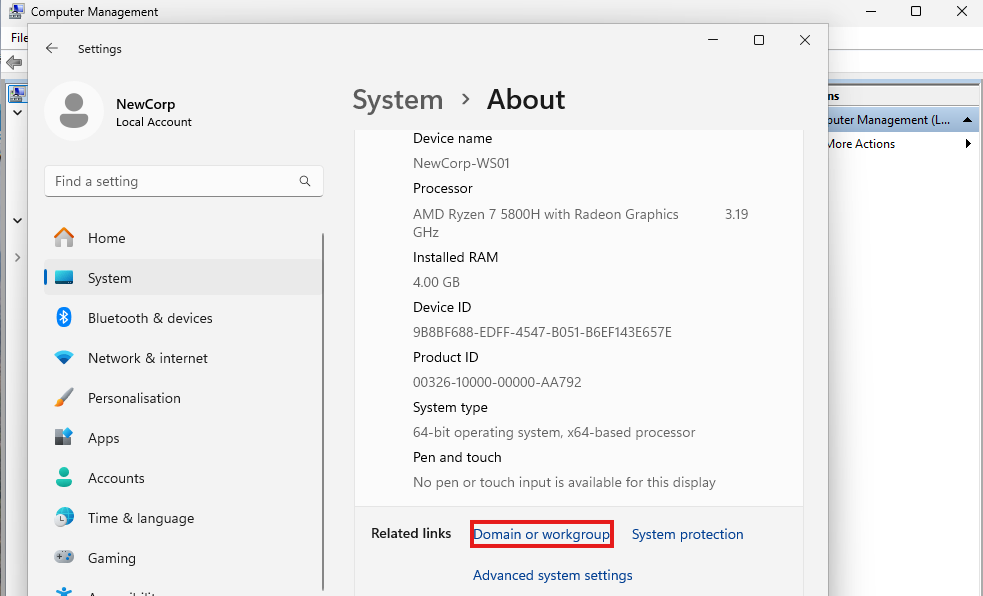 Computer Management
File
Settings
NewCorp
Local Account
Find a setting
Home
System
Bluetooth & devices
Network & internet
Personalisation
Apps
Accounts
Time & language
Gaming
System > About
Device name
NewCorp-WS01
Processor
AMD Ryzen 7 5800H with Radeon Graphics 3.19
GHz
Installed RAM
4.00 GB
Device ID
9B8BF688-EDFF-4547-B051-B6EF143E657E
Product ID
00326-10000-00000-AA792
System type
64-bit operating system, x64-based processor
Pen and touch
No pen or touch input is available for this display
Related links Domain or workgroup System protection
Advanced system settings
ns
puter Management (L...
More Actions